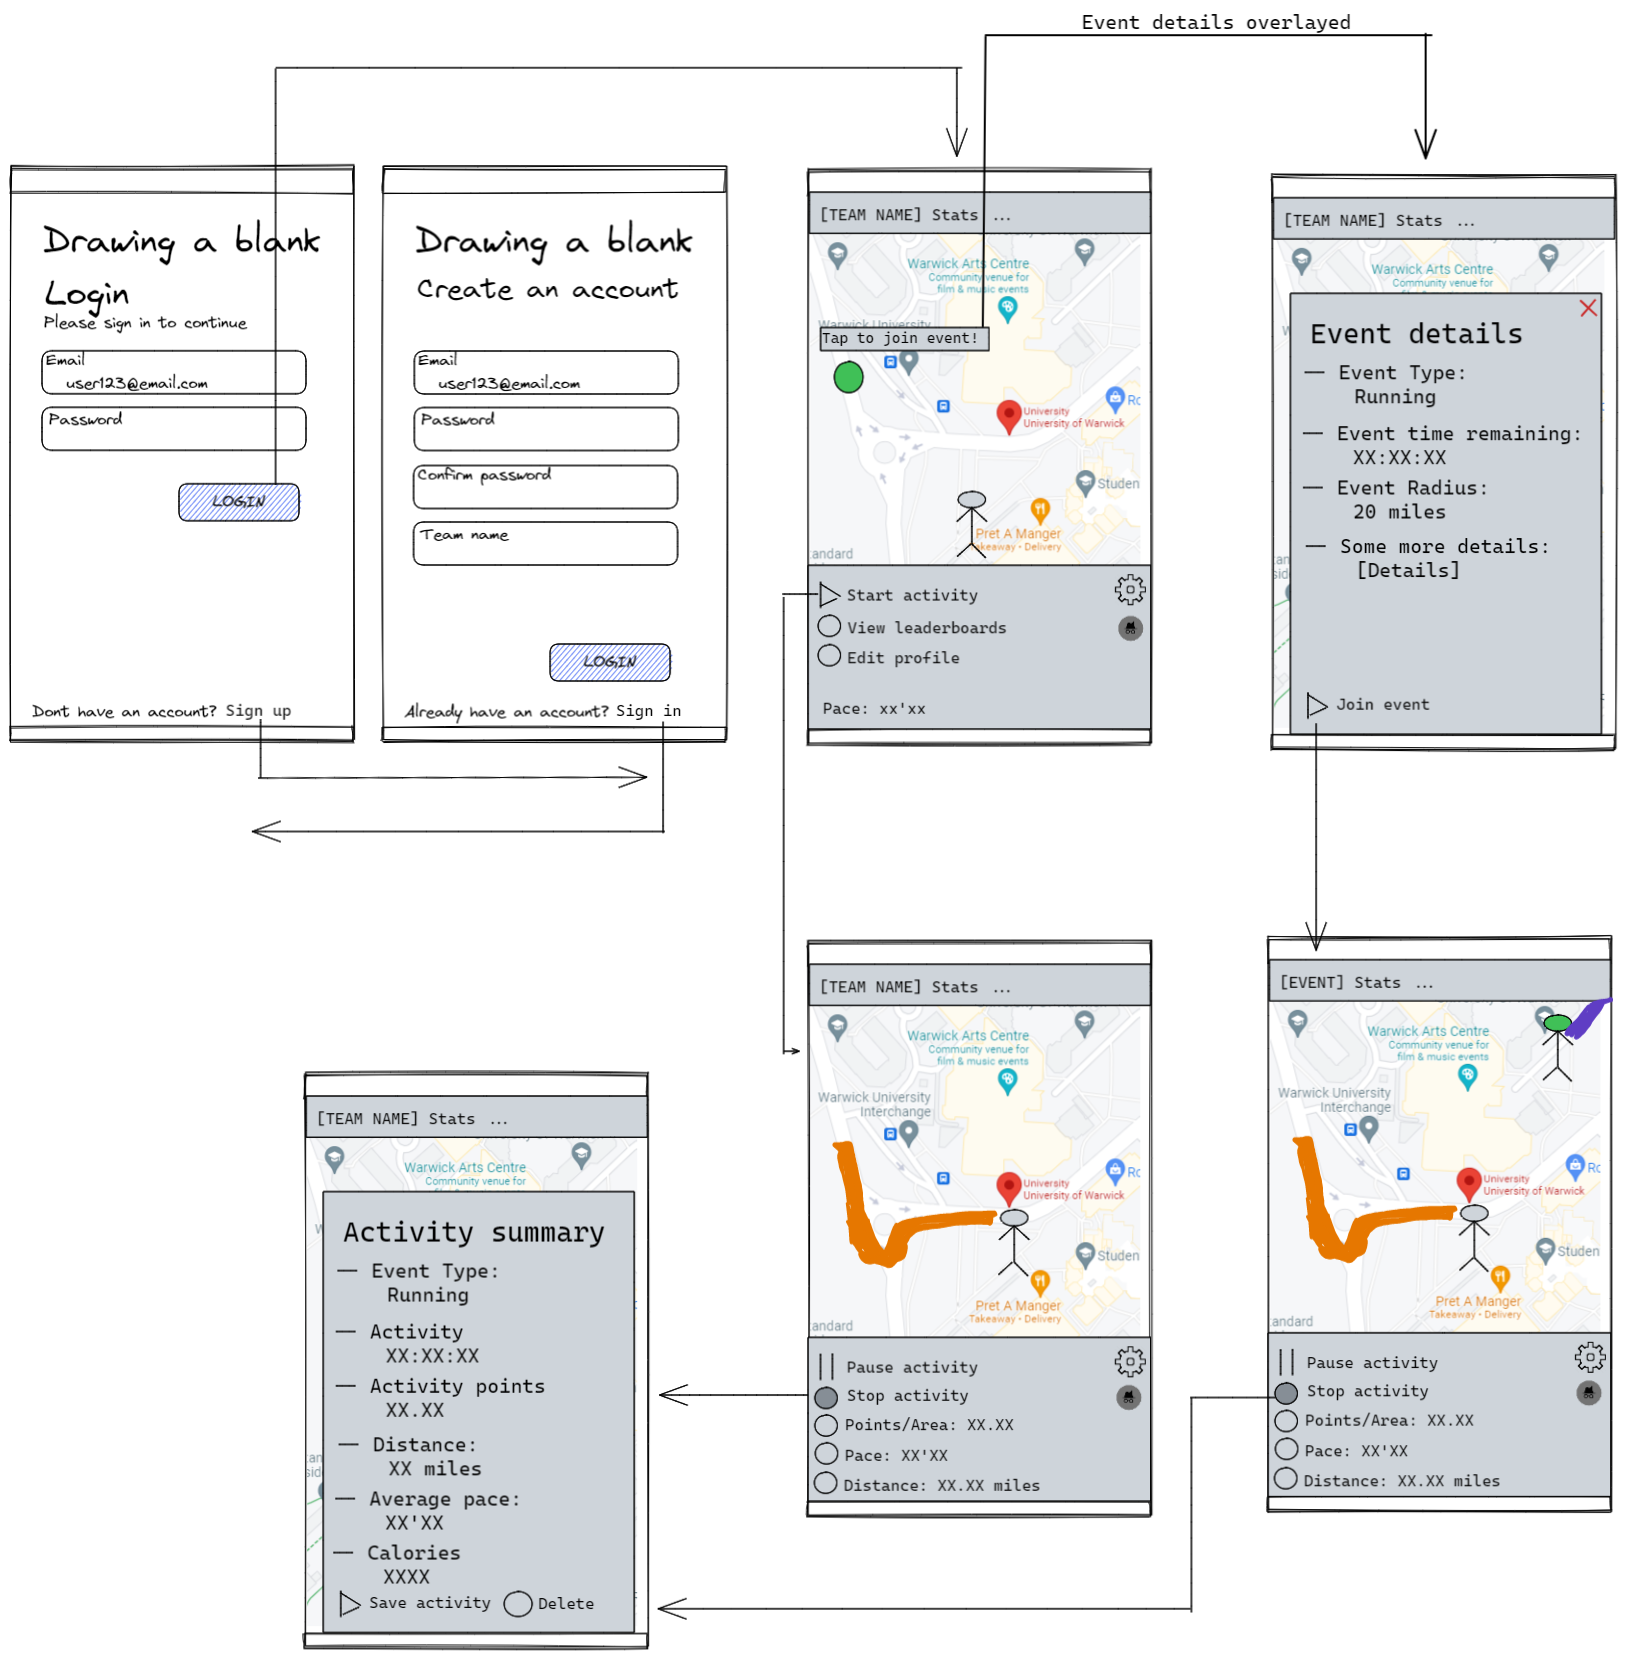 Event details overlayed
Drawing a blank
Login
Please sign in to continue
Email
user123@email.com
Password
LOGIN
Dont have an account? Sign up
Drawing a blank
Create an account
Email
user123@email.com
Password
Confirm password
Team name
LOGIN
Already have an account? Sign in
[TEAM NAME] Stats ...
Warwick Arts Centre
Community venue for
film & music events
Warwick University
Tap to join event!
University
University of Warwick
Ro
Studen
Pret A Manger
Takeaway • Delivery
andard
Start activity
View leaderboards
Edit profile
Pace: xx'xx
[TEAM NAME] Stats ...
Warwick Arts Centre
Community venue for
Event details
— Event Type:
Running
— Event time remaining:
XX:XX:XX
— Event Radius:
20 miles
— Some more details:
[Details]
Join event
[TEAM NAME] Stats ...
Warwick Arts Centre
Community venue for
film & music events
Warwick University
Interchange
University
University of Warwick
Ro
Studen
Pret A Manger
Takeaway • Delivery
andard
Pause activity
Stop activity
Points/Area: XX.XX
Pace: XX'XX
Distance: XX.XX miles
[EVENT] Stats ...
Warwick Arts Centre
Community venue for
film & music events
Warwick University
Interchange
University
University of Warwick
Ro
Studen
Pret A Manger
Takeaway • Delivery
andard
Pause activity
Stop activity
Points/Area: XX.XX
Pace: XX'XX
Distance: XX.XX miles
[TEAM NAME] Stats ...
Warwick Arts Centre
Community venue for
Activity summary
— Event Type:
Running
— Activity
XX:XX:XX
— Activity points
XX.XX
— Distance:
XX miles
— Average pace:
XX'XX
— Calories
XXXX
Save activity
Delete